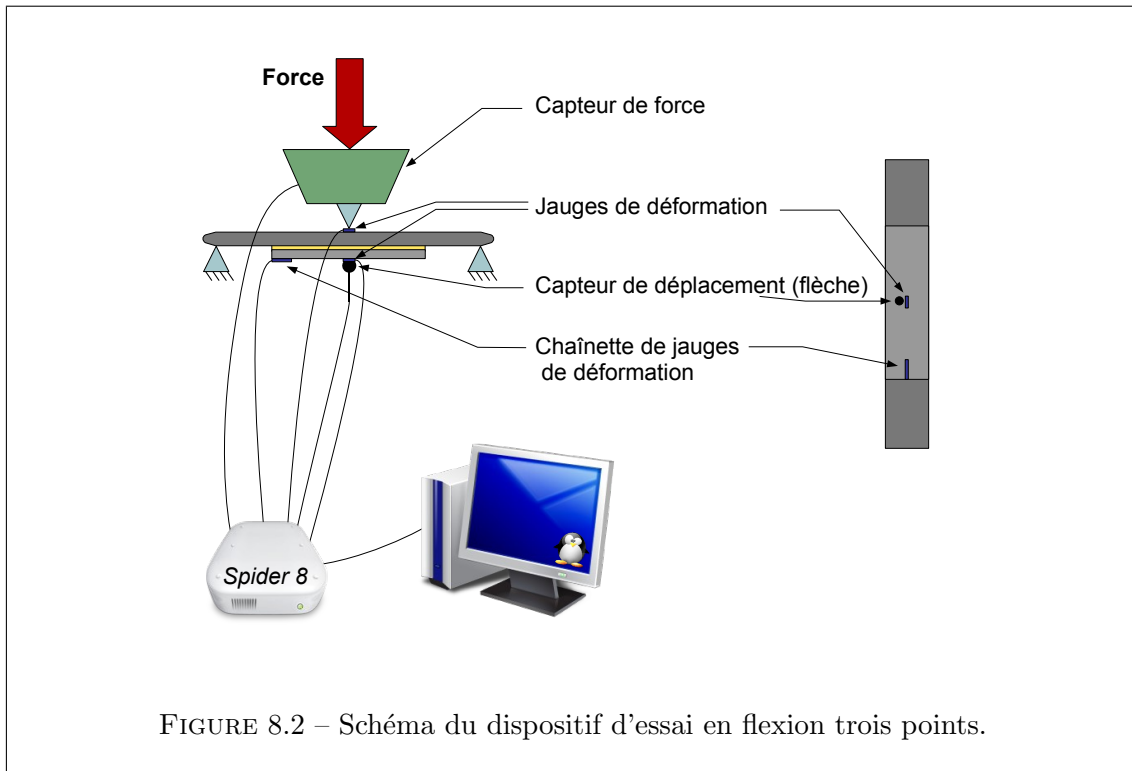 Force
Capteur de force
Jauges de déformation
Capteur de déplacement (flèche)
Chaînette de jauges
de déformation
Spider 8
FIGURE 8.2 – Schéma du dispositif d'essai en flexion trois points.